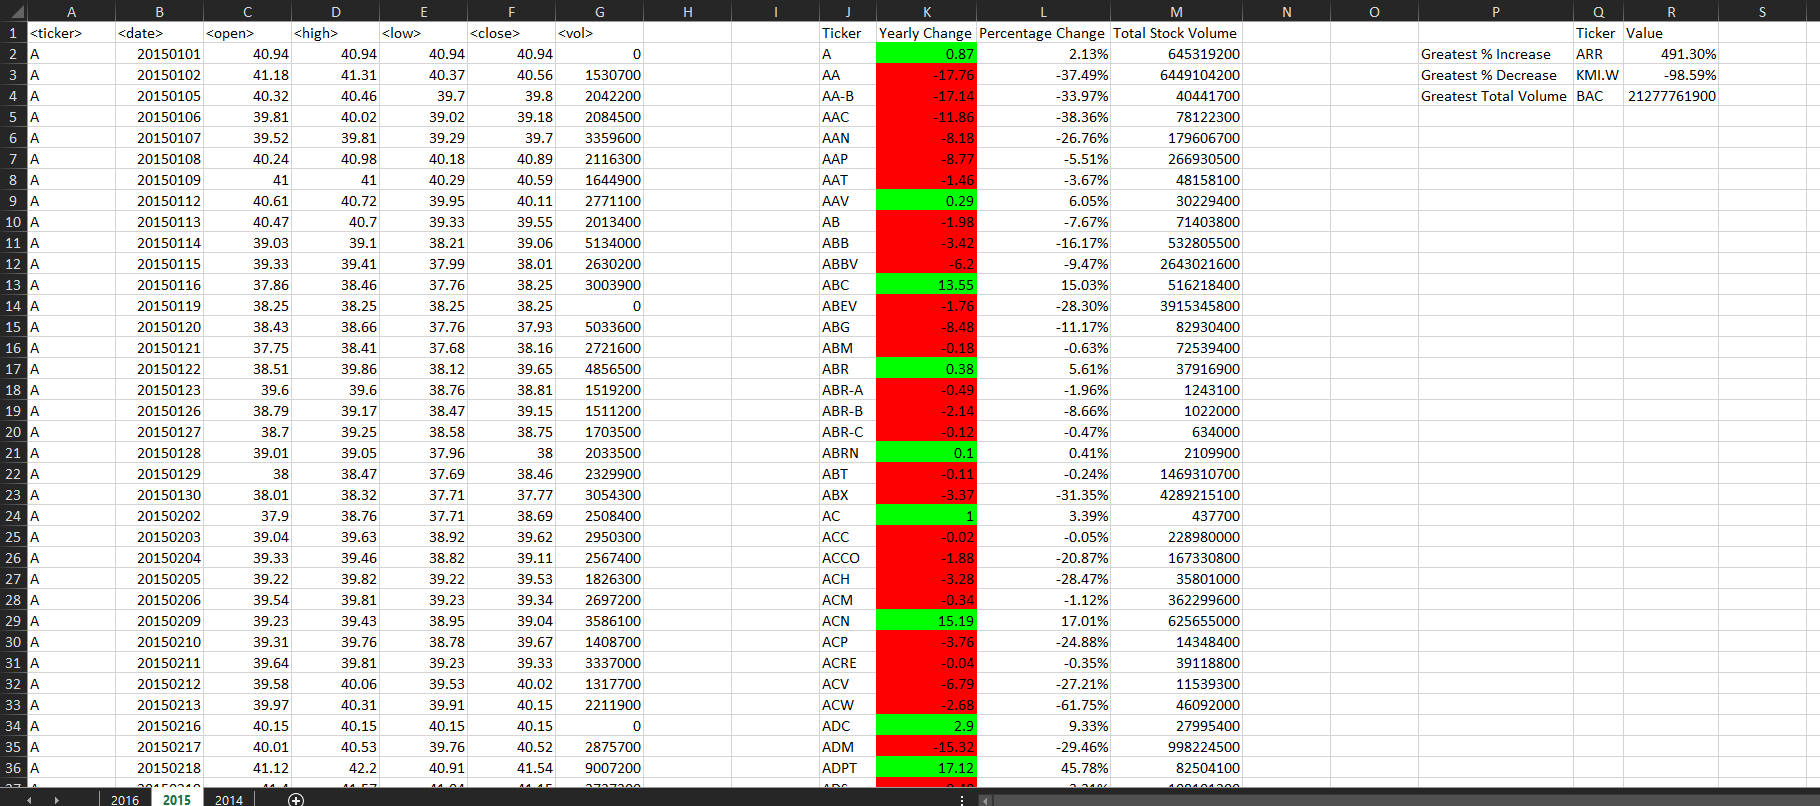 A B C D E F G H I J K L M N O P Q R S
1 <ticker> <date> <open> <high> <low> <close> <vol> Ticker Yearly Change Percentage Change Total Stock Volume Ticker Value
2 A 20150101 40.94 40.94 40.94 40.94 0 A 0.87 2.13% 645319200 Greatest % Increase ARR 491.30%
3 A 20150102 41.18 41.31 40.37 40.56 1530700 AA -17.76 -37.49% 6449104200 Greatest % Decrease KMI.W -98.59%
4 A 20150105 40.32 40.46 39.7 39.8 2042200 AA-B -17.14 -33.97% 40441700 Greatest Total Volume BAC 21277761900
5 A 20150106 39.81 40.02 39.02 39.18 2084500 AAC -11.86 -38.36% 78122300
6 A 20150107 39.52 39.81 39.29 39.7 3359600 AAN -8.18 -26.76% 179606700
7 A 20150108 40.24 40.98 40.18 40.89 2116300 AAP -8.77 -5.51% 266930500
8 A 20150109 41 41 40.29 40.59 1644900 AAT -1.46 -3.67% 48158100
9 A 20150112 40.61 40.72 39.95 40.11 2771100 AAV 0.29 6.05% 30229400
10 A 20150113 40.47 40.7 39.33 39.55 2013400 AB -1.98 -7.67% 71403800
11 A 20150114 39.03 39.1 38.21 39.06 5134000 ABB -3.42 -16.17% 532805500
12 A 20150115 39.33 39.41 37.99 38.01 2630200 ABBV -6.2 -9.47% 2643021600
13 A 20150116 37.86 38.46 37.76 38.25 3003900 ABC 13.55 15.03% 516218400
14 A 20150119 38.25 38.25 38.25 38.25 0 ABEV -1.76 -28.30% 3915345800
15 A 20150120 38.43 38.66 37.76 37.93 5033600 ABG -8.48 -11.17% 82930400
16 A 20150121 37.75 38.41 37.68 38.16 2721600 ABM -0.18 -0.63% 72539400
17 A 20150122 38.51 39.86 38.12 39.65 4856500 ABR 0.38 5.61% 37916900
18 A 20150123 39.6 39.6 38.76 38.81 1519200 ABR-A -0.49 -1.96% 1243100
19 A 20150126 38.79 39.17 38.47 39.15 1511200 ABR-B -2.14 -8.66% 1022000
20 A 20150127 38.7 39.25 38.58 38.75 1703500 ABR-C -0.12 -0.47% 634000
21 A 20150128 39.01 39.05 37.96 38 2033500 ABRN 0.1 0.41% 2109900
22 A 20150129 38 38.47 37.69 38.46 2329900 ABT -0.11 -0.24% 1469310700
23 A 20150130 38.01 38.32 37.71 37.77 3054300 ABX -3.37 -31.35% 4289215100
24 A 20150202 37.9 38.76 37.71 38.69 2508400 AC 1 3.39% 437700
25 A 20150203 39.04 39.63 38.92 39.62 2950300 ACC -0.02 -0.05% 228980000
26 A 20150204 39.33 39.46 38.82 39.11 2567400 ACCO -1.88 -20.87% 167330800
27 A 20150205 39.22 39.82 39.22 39.53 1826300 ACH -3.28 -28.47% 35801000
28 A 20150206 39.54 39.81 39.23 39.34 2697200 ACM -0.34 -1.12% 362299600
29 A 20150209 39.23 39.43 38.95 39.04 3586100 ACN 15.19 17.01% 625655000
30 A 20150210 39.31 39.76 38.78 39.67 1408700 ACP -3.76 -24.88% 14348400
31 A 20150211 39.64 39.81 39.23 39.33 3337000 ACRE -0.04 -0.35% 39118800
32 A 20150212 39.58 40.06 39.53 40.02 1317700 ACV -6.79 -27.21% 11539300
33 A 20150213 39.97 40.31 39.91 40.15 2211900 ACW -2.68 -61.75% 46092000
34 A 20150216 40.15 40.15 40.15 40.15 0 ADC 2.9 9.33% 27995400
35 A 20150217 40.01 40.53 39.76 40.52 2875700 ADM -15.32 -29.46% 998224500
36 A 20150218 41.12 42.2 40.91 41.54 9007200 ADPT 17.12 45.78% 82504100
2016 2015 2014